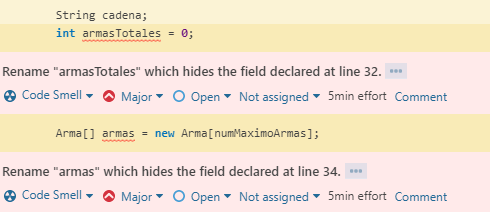 String cadena;
int armasTotales = 0;
Rename "armasTotales" which hides the field declared at line 32. ...
Code Smell Major Open Not assigned 5min effort Comment
Arma[] armas = new Arma[numMaximoArmas];
Rename "armas" which hides the field declared at line 34. ...
Code Smell Major Open Not assigned 5min effort Comment